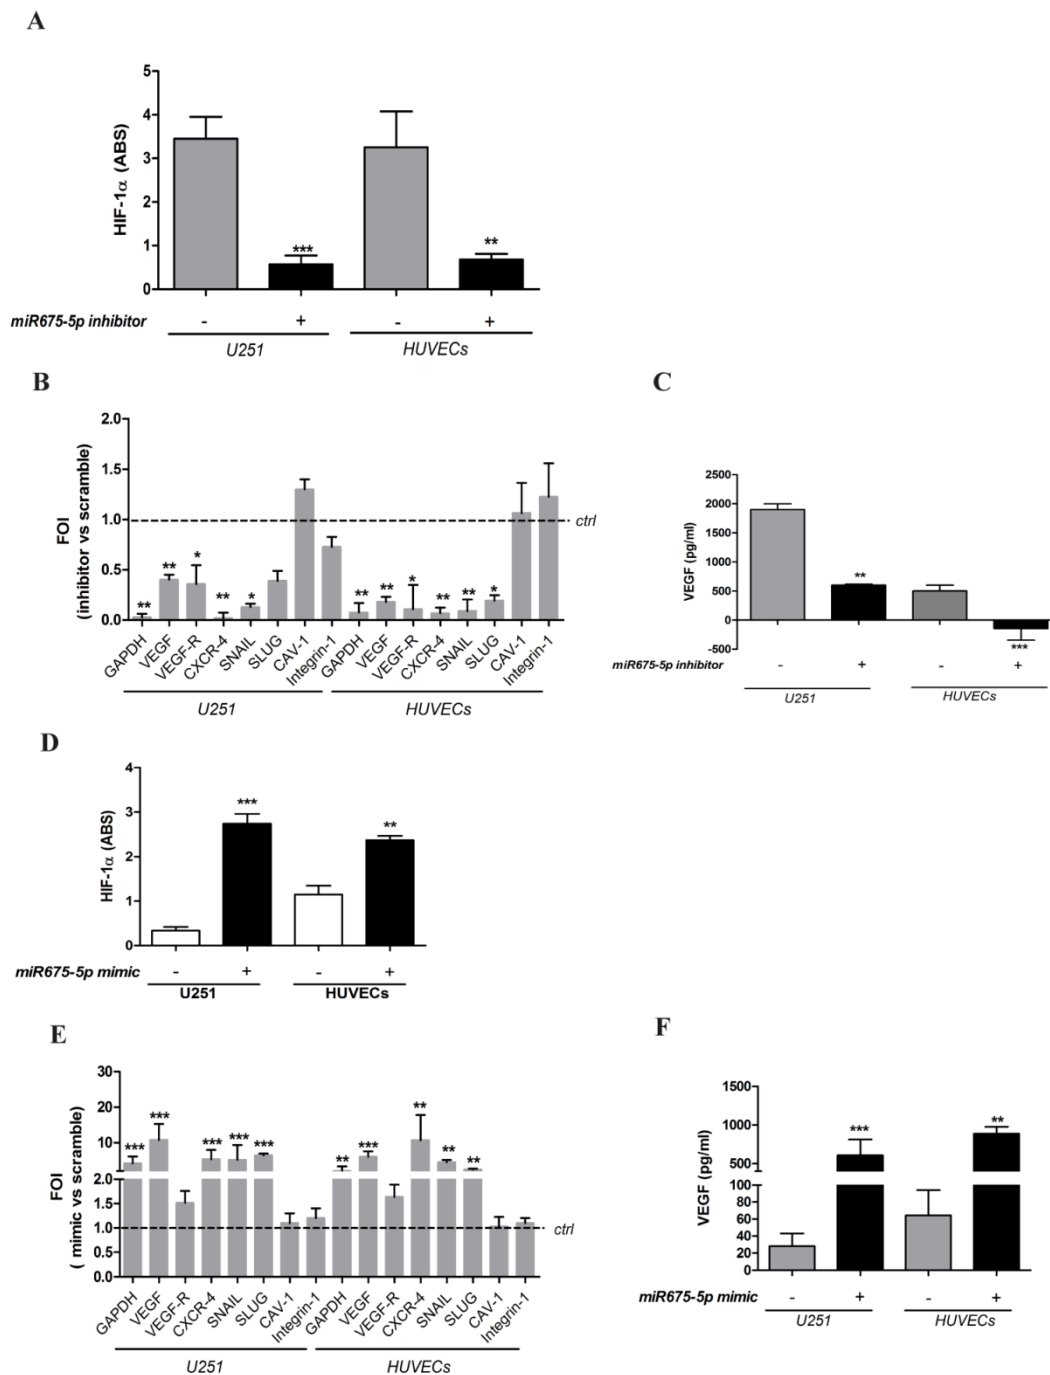 A
HIF-1α (ABS)
5
4
3
2
1
0
***
**
miR675-5p inhibitor - + - +
U251 HUVECs
B
FOI
(inhibitor vs scramble)
2.0
1.5
1.0
0.5
0.0
ctrl
** ** * ** * ** ** * ** ** *
GAPDH VEGF VEGF-R CXCR-4 SNAIL SLUG CAV-1 Integrin-1 GAPDH VEGF VEGF-R CXCR-4 SNAIL SLUG CAV-1 Integrin-1
U251 HUVECs
C
VEGF (pg/ml)
2500
2000
1500
1000
500
0
-500
**
***
miR675-5p inhibitor - + - +
U251 HUVECs
D
HIF-1α (ABS)
4
3
2
1
0
***
**
miR675-5p mimic - + - +
U251 HUVECs
E
FOI
( mimic vs scramble)
30
20
10
2.0
1.5
1.0
0.5
0.0
ctrl
*** *** *** *** *** ** *** ** ** **
GAPDH VEGF VEGF-R CXCR-4 SNAIL SLUG CAV-1 Integrin-1 GAPDH VEGF VEGF-R CXCR-4 SNAIL SLUG CAV-1 Integrin-1
U251 HUVECs
F
VEGF (pg/ml)
1500
1000
500
100
80
60
40
20
0
***
**
miR675-5p mimic - + - +
U251 HUVECs